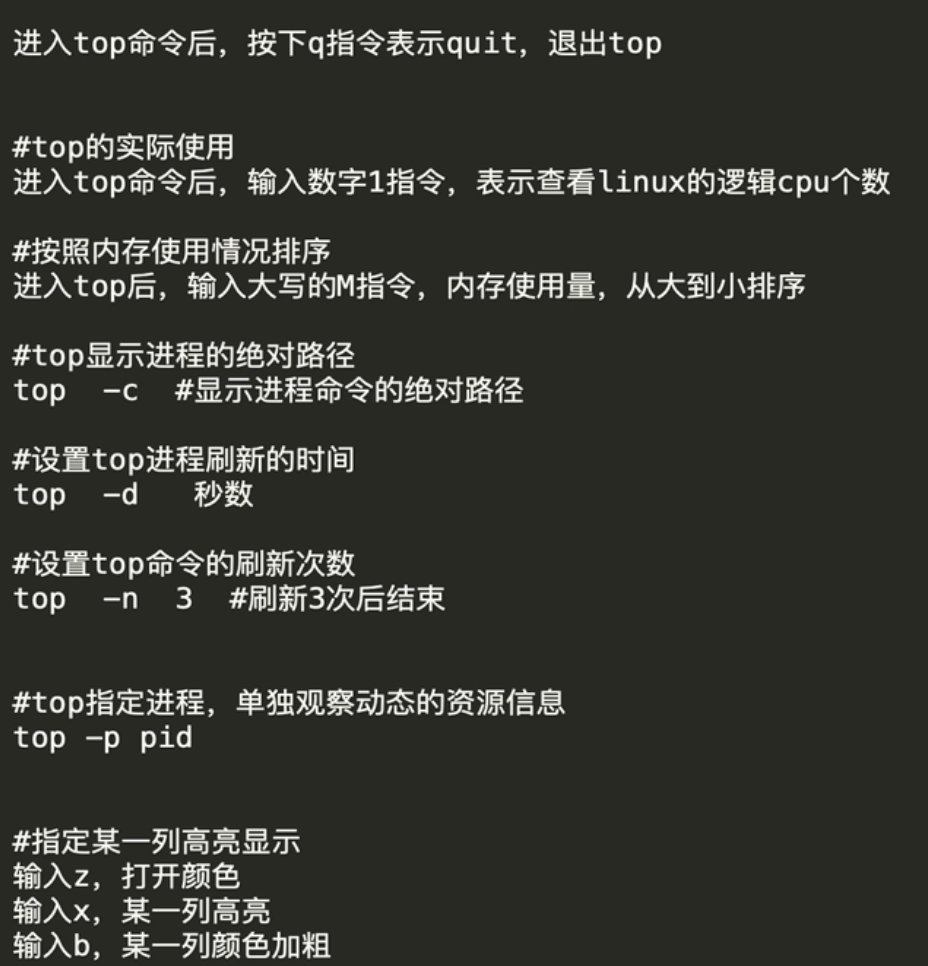 进入top命令后，按下q指令表示quit，退出top
#top的实际使用
进入top命令后，输入数字1指令，表示查看linux的逻辑cpu个数
#按照内存使用情况排序
进入top后，输入大写的M指令，内存使用量，从大到小排序
#top显示进程的绝对路径
top  -c  #显示进程命令的绝对路径
#设置top进程刷新的时间
top  -d   秒数
#设置top命令的刷新次数
top  -n  3  #刷新3次后结束
#top指定进程，单独观察动态的资源信息
top -p pid
#指定某一列高亮显示
输入z，打开颜色
输入x，某一列高亮
输入b，某一列颜色加粗